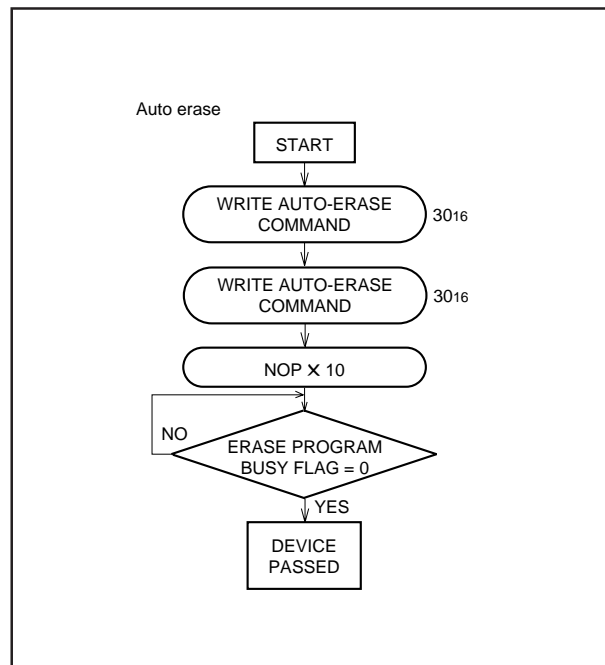 Auto erase
START
WRITE AUTO-ERASE
COMMAND
3016
WRITE AUTO-ERASE
COMMAND
3016
NOP × 10
NO
ERASE PROGRAM
BUSY FLAG = 0
YES
DEVICE
PASSED